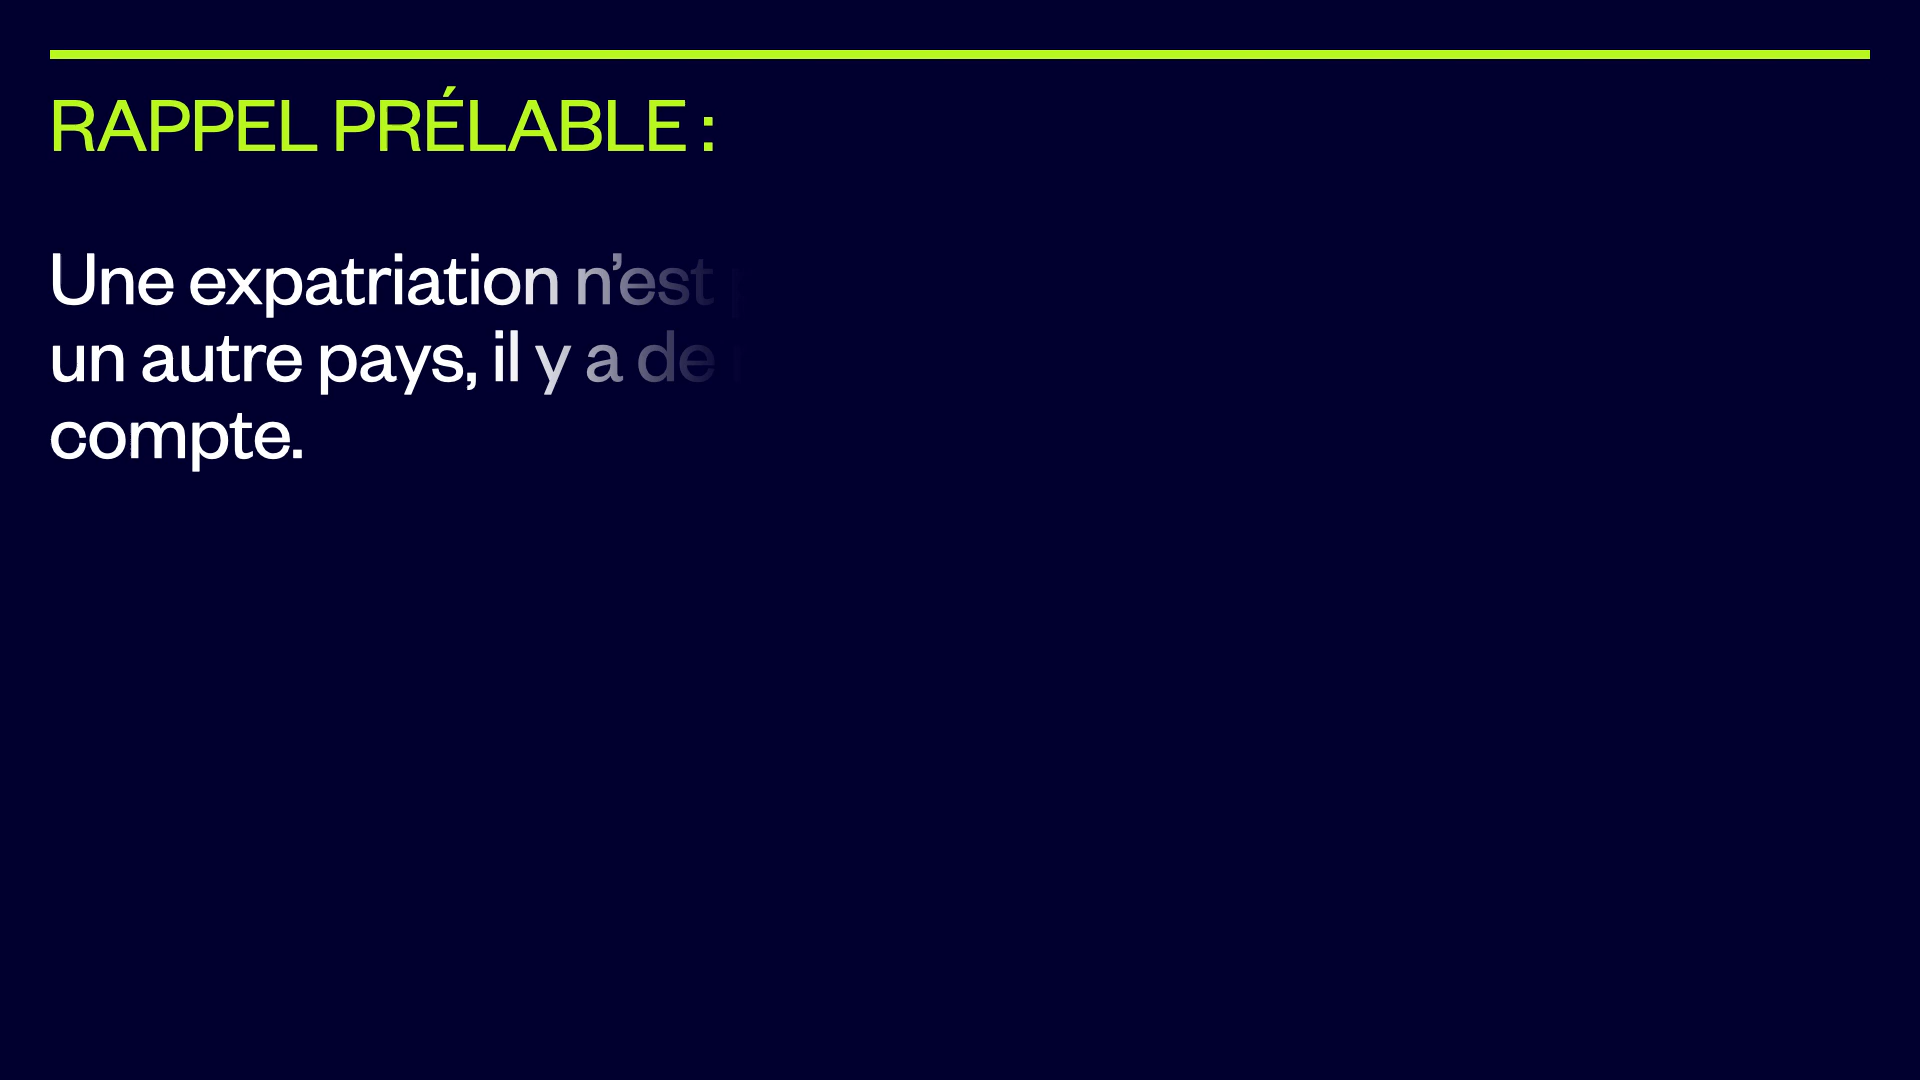 RAPPEL PRÉLABLE :
Une expatriation n’est
un autre pays, il y a de
compte.